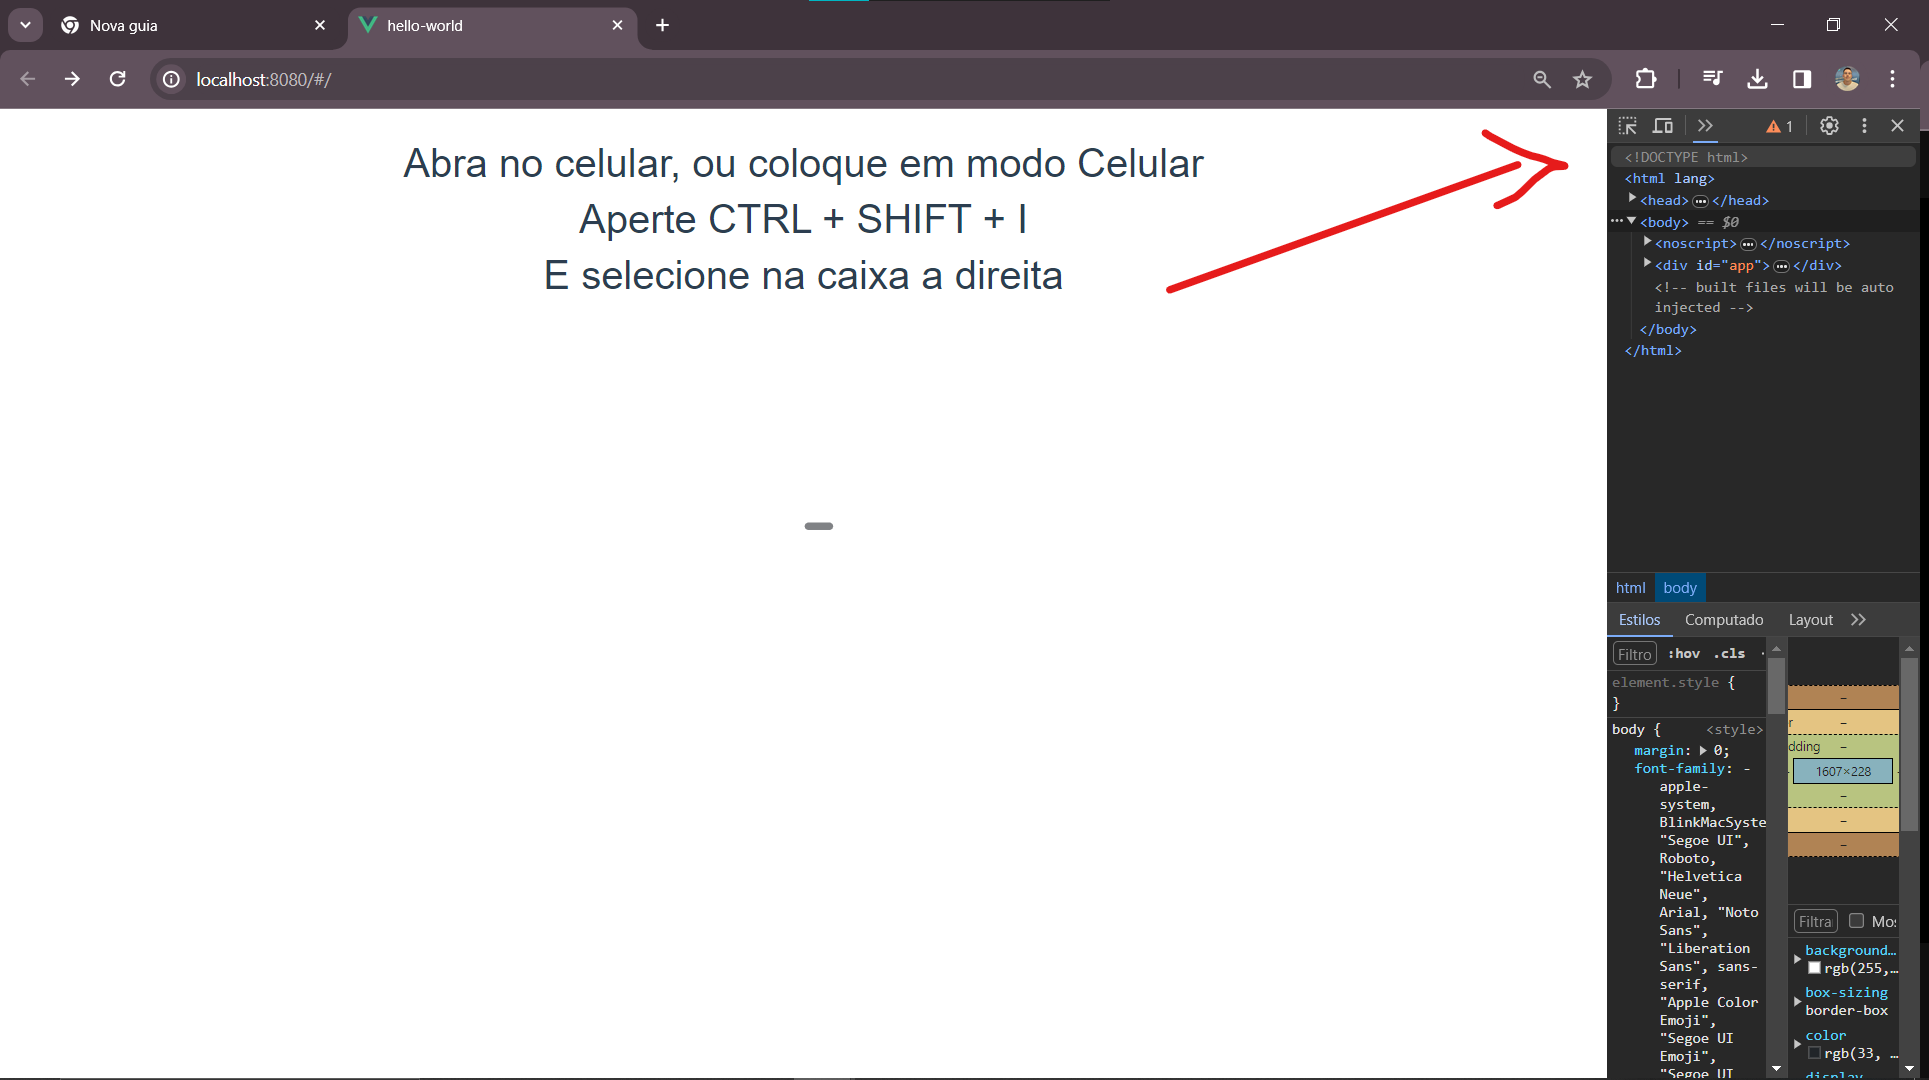 Nova guia
hello-world
localhost:8080/#/
Abra no celular, ou coloque em modo Celular
Aperte CTRL + SHIFT + I
E selecione na caixa a direita
1
<!DOCTYPE html>
<html lang>
<head> ••• </head>
••• <body> == $0
<noscript> ••• </noscript>
<div id="app"> ••• </div>
<!-- built files will be auto
injected -->
</body>
</html>
html body
Estilos Computado Layout
Filtro :hov .cls
element.style {
}
body { <style>
margin: 0;
font-family: -
apple-
system,
BlinkMacSyste
"Segoe UI",
Roboto,
"Helvetica
Neue",
Arial, "Noto
Sans",
"Liberation
Sans", sans-
serif,
"Apple Color
Emoji",
"Segoe UI
Emoji",
"Segoe UI
–
r –
dding –
1607×228
–
–
–
Filtra Mos
background…
rgb(255,…
box-sizing
border-box
color
rgb(33, …
display